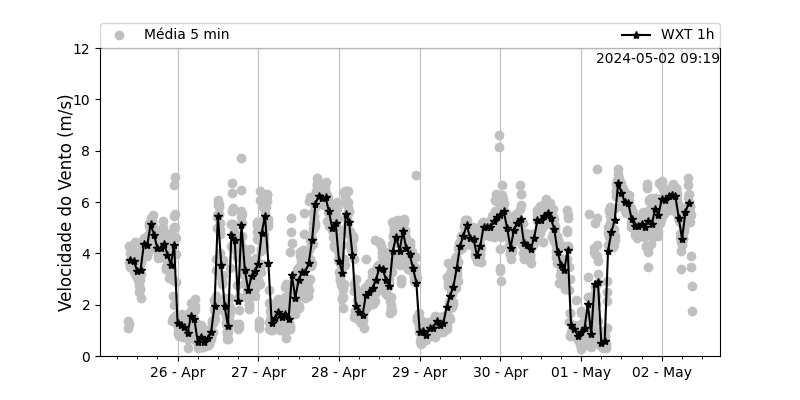 Média 5 min
WXT 1h
2024-05-02 09:19
Velocidade do Vento (m/s)
12
10
8
6
4
2
0
26 - Apr
27 - Apr
28 - Apr
29 - Apr
30 - Apr
01 - May
02 - May